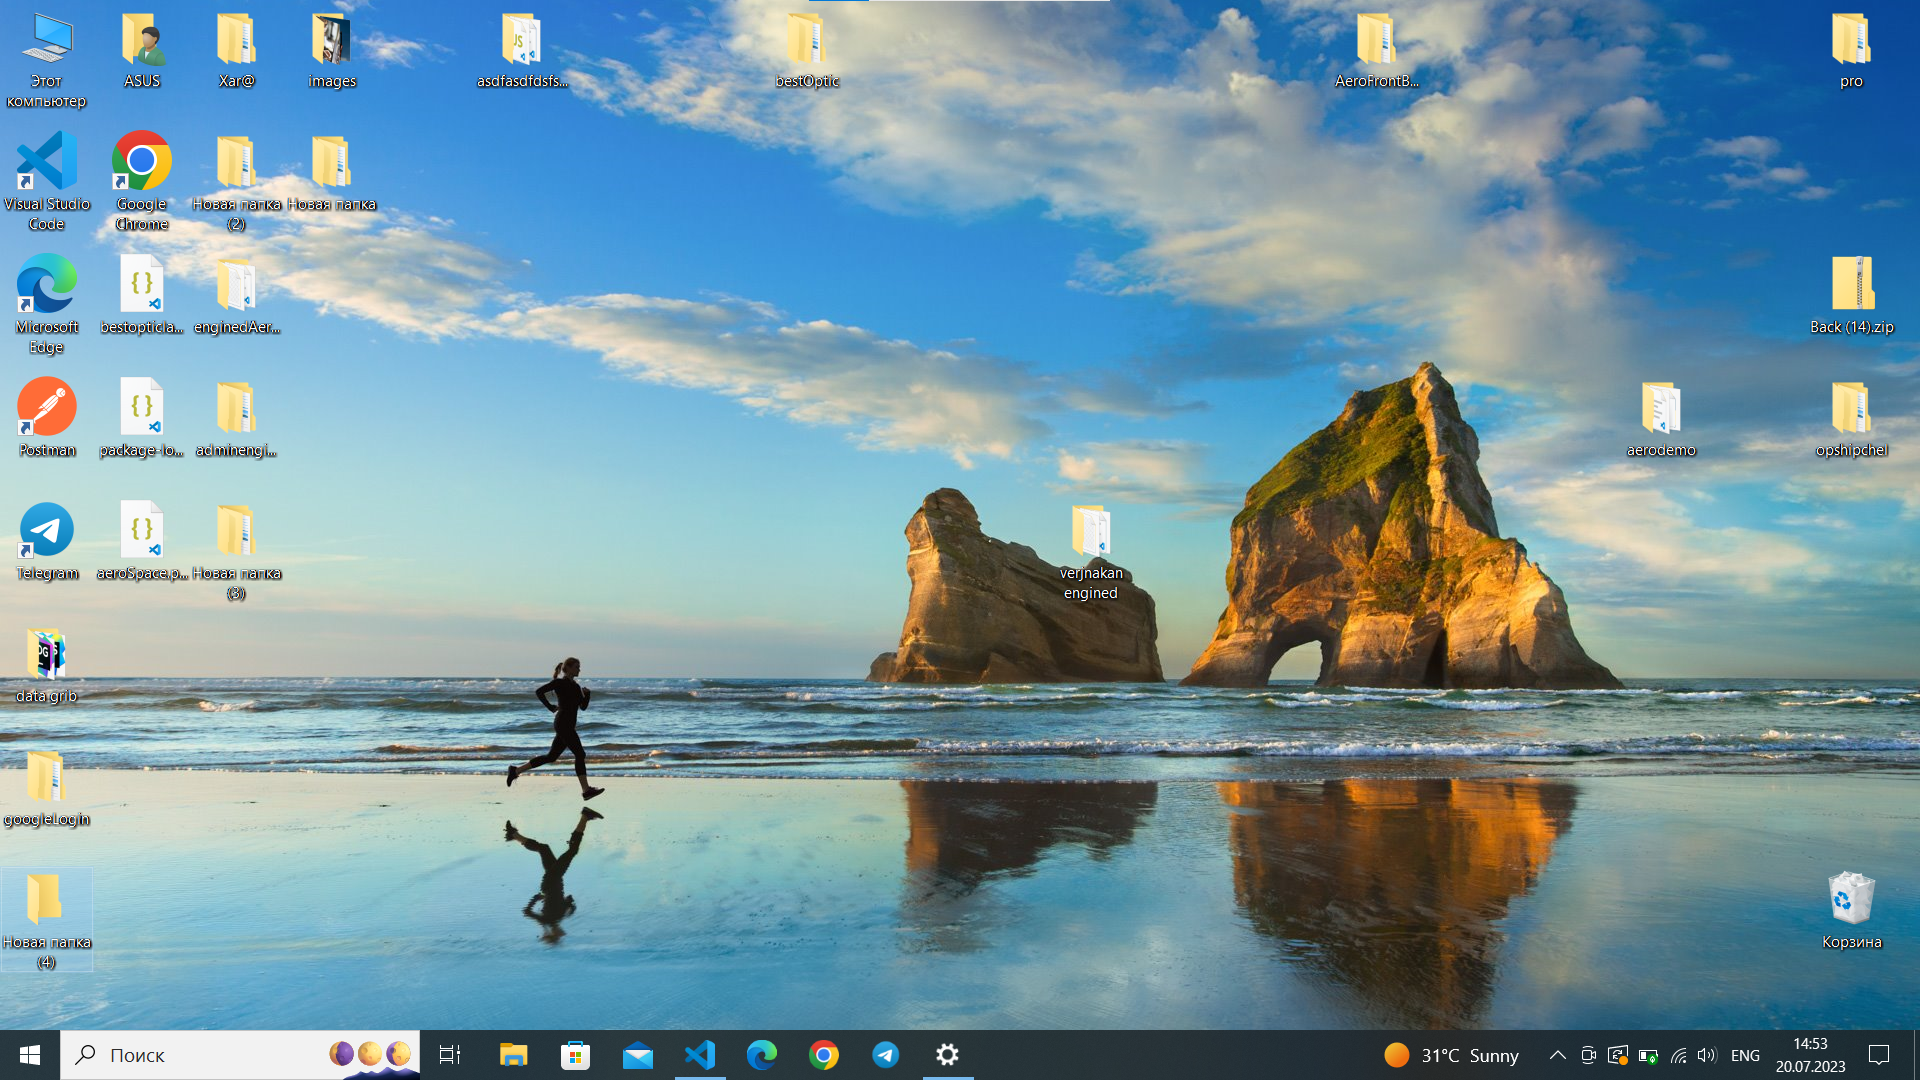 Этот
компьютер
ASUS
Xar@
images
asdfasdfdsfs...
bestOptic
AeroFrontB...
pro
Visual Studio
Code
Google
Chrome
Новая папка
(2)
Новая папка
Microsoft
Edge
bestopticla...
enginedAer...
Back (14).zip
Postman
package-lo...
adminengi...
aerodemo
opshipchel
Telegram
aeroSpace.p...
Новая папка
(3)
verjnakan
engined
data grib
googleLogin
Новая папка
(4)
Корзина
Поиск
31°C Sunny
ENG
14:53
20.07.2023